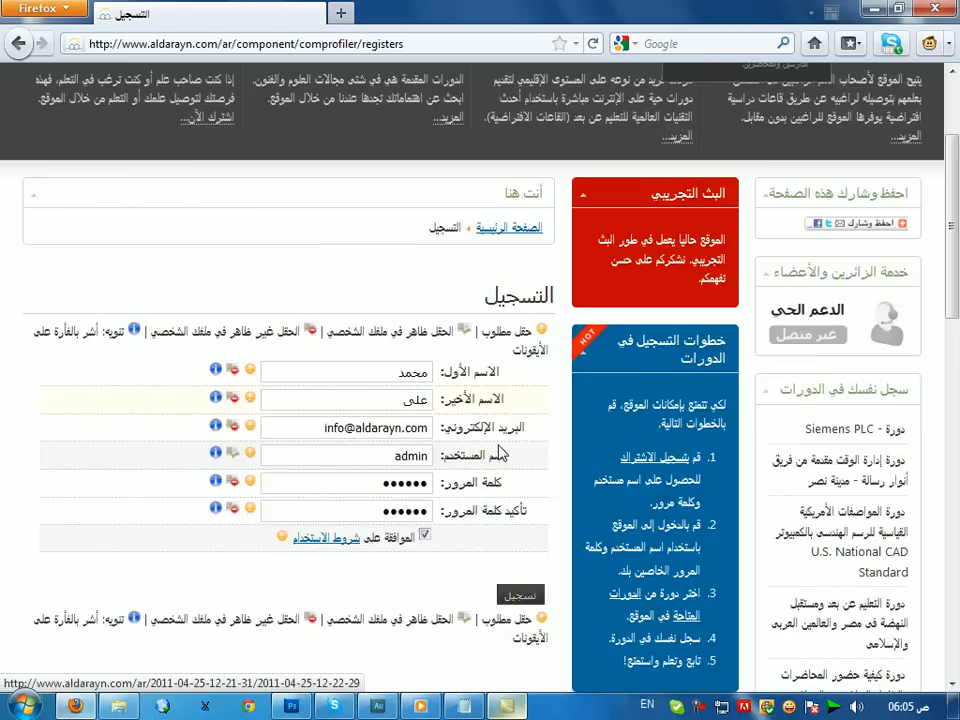 Firefox
التسجيل
http://www.aldarayn.com/ar/component/comprofiler/registers
Google
يتيح الموقع لأصحاب العلم
بعلمهم بتوصيله لراغبيه عن طريق قاعات دراسية
افتراضية يوفرها الموقع للراغبين بدون مقابل.
المزيد...
فريد من نوعه على المستوى الإقليمي لتقديم
دورات حية على الإنترنت مباشرة باستخدام أحدث
التقنيات العالمية للتعليم عن بعد (القاعات الافتراضية).
المزيد...
الدورات المقدمة هي في شتى مجالات العلوم والفنون.
ابحث عن اهتماماتك تجدها عندنا من خلال الموقع.
المزيد...
إذا كنت صاحب علم أو كنت ترغب في التعلم، فهذه
فرصتك لتوصيل علمك أو التعلم من خلال الموقع.
اشترك الآن...
احفظ وشارك هذه الصفحة
احفظ وشارك
خدمة الزائرين والأعضاء
الدعم الحي
غير متصل
سجل نفسك في الدورات
دورة - Siemens PLC
دورة إدارة الوقت مقدمة من فريق
أنوار رسالة - مدينة نصر
دورة المواصفات الأمريكية
القياسية للرسم الهندسى بالكمبيوتر
U.S. National CAD
Standard
دورة التعليم عن بعد ومستقبل
النهضة فى مصر والعالمين العربى
والإسلامى
دورة كيفية حضور المحاضرات
البث التجريبي
الموقع حاليا يعمل في طور البث
التجريبي. نشكركم على حسن
تفهمكم.
HOT
خطوات التسجيل في
الدورات
لكي تتمتع بإمكانات الموقع، قم
بالخطوات التالية.
1. قم بتسجيل الاشتراك
للحصول على اسم مستخدم
وكلمة مرور.
2. قم بالدخول إلى الموقع
باستخدام اسم المستخدم وكلمة
المرور الخاصين بك.
3. اختر دورة من الدورات
المتاحة في الموقع.
4. سجل نفسك في الدورة.
5. تابع وتعلم واستمتع!
أنت هنا
الصفحة الرئيسية التسجيل
التسجيل
حقل مطلوب | الحقل ظاهر في ملفك الشخصي | الحقل غير ظاهر في ملفك الشخصي | تنويه: أشر بالفأرة على
الأيقونات
الاسم الأول: محمد
الاسم الأخير: على
البريد الإلكتروني: info@aldarayn.com
اسم المستخدم: admin
كلمة المرور: ●●●●●●
تأكيد كلمة المرور: ●●●●●●
الموافقة على شروط الاستخدام
تسجيل
حقل مطلوب | الحقل ظاهر في ملفك الشخصي | الحقل غير ظاهر في ملفك الشخصي | تنويه: أشر بالفأرة على
الأيقونات
http://www.aldarayn.com/ar/2011-04-25-12-21-31/2011-04-25-12-22-29
EN
06:05 ص